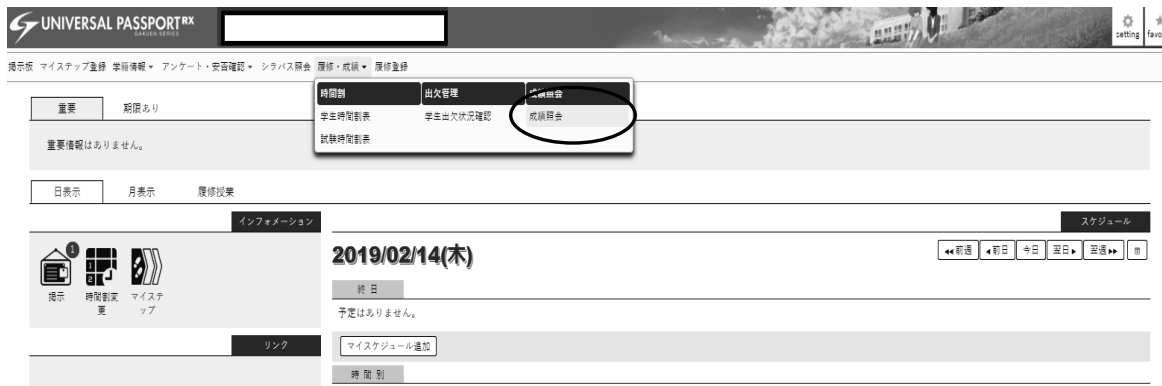 UNIVERSAL PASSPORT RX
GAKUEN SERIES
setting
favo
掲示板 マイステップ登録 学籍情報 アンケート・安否確認 シラバス照会 履修・成績 履修登録
時間割 出欠管理 成績照会
学生時間割表 学生出欠状況確認 成績照会
試験時間割表
重要 期限あり
重要情報はありません。
日表示 月表示 履修授業
インフォメーション
スケジュール
1
掲示
時間割変更
マイステップ
2019/02/14(木)
前週 前日 今日 翌日 翌週
終日
予定はありません。
リンク
マイスケジュール追加
時間別